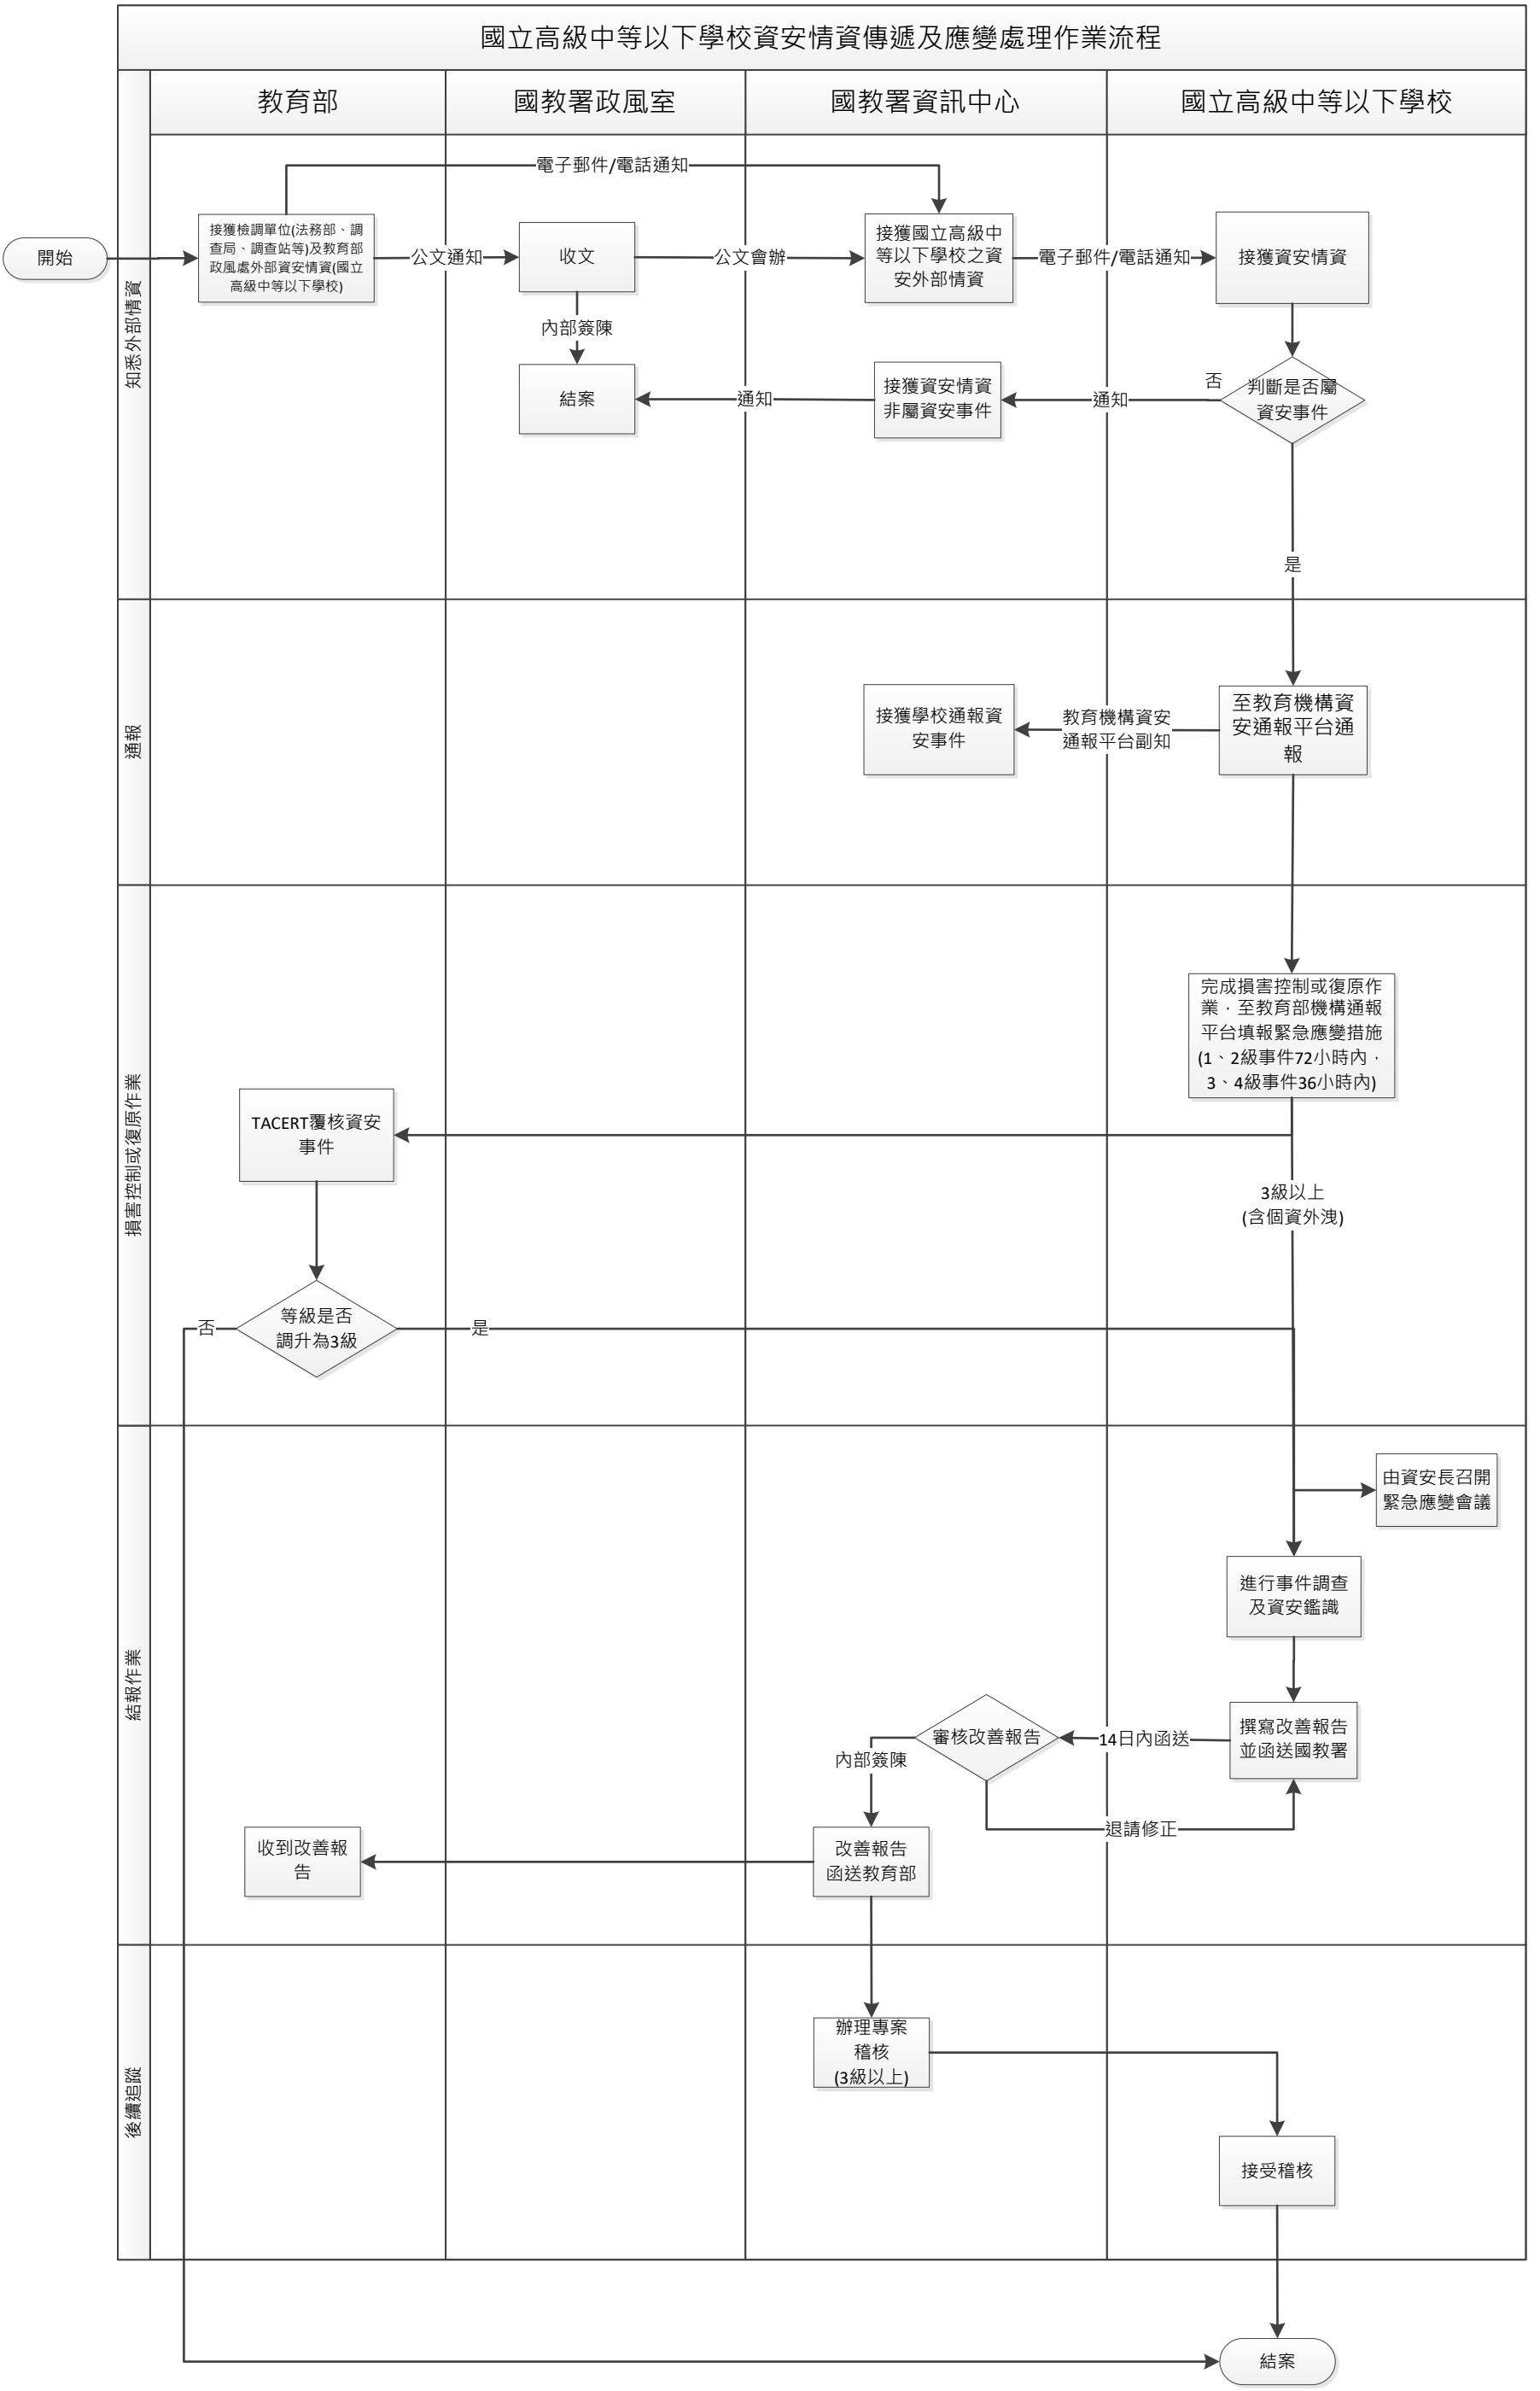 國立高級中等以下學校資安情資傳遞及應變處理作業流程
教育部
國教署政風室
國教署資訊中心
國立高級中等以下學校
知悉外部情資
電子郵件/電話通知
開始
接獲檢調單位(法務部、調
查局、調查站等)及教育部
政風處外部資安情資(國立
高級中等以下學校)
公文通知
收文
公文會辦
接獲國立高級中
等以下學校之資
安外部情資
電子郵件/電話通知
接獲資安情資
內部簽陳
結案
通知
接獲資安情資
非屬資安事件
通知
否
判斷是否屬
資安事件
是
通報
接獲學校通報資
安事件
教育機構資安
通報平台副知
至教育機構資
安通報平台通
報
損害控制或復原作業
完成損害控制或復原作
業，至教育部機構通報
平台填報緊急應變措施
(1、2級事件72小時內，
3、4級事件36小時內)
TACERT覆核資安
事件
3級以上
(含個資外洩)
否
等級是否
調升為3級
是
結報作業
由資安長召開
緊急應變會議
進行事件調查
及資安鑑識
審核改善報告
14日內函送
撰寫改善報告
並函送國教署
內部簽陳
退請修正
收到改善報
告
改善報告
函送教育部
後續追蹤
辦理專案
稽核
(3級以上)
接受稽核
結案